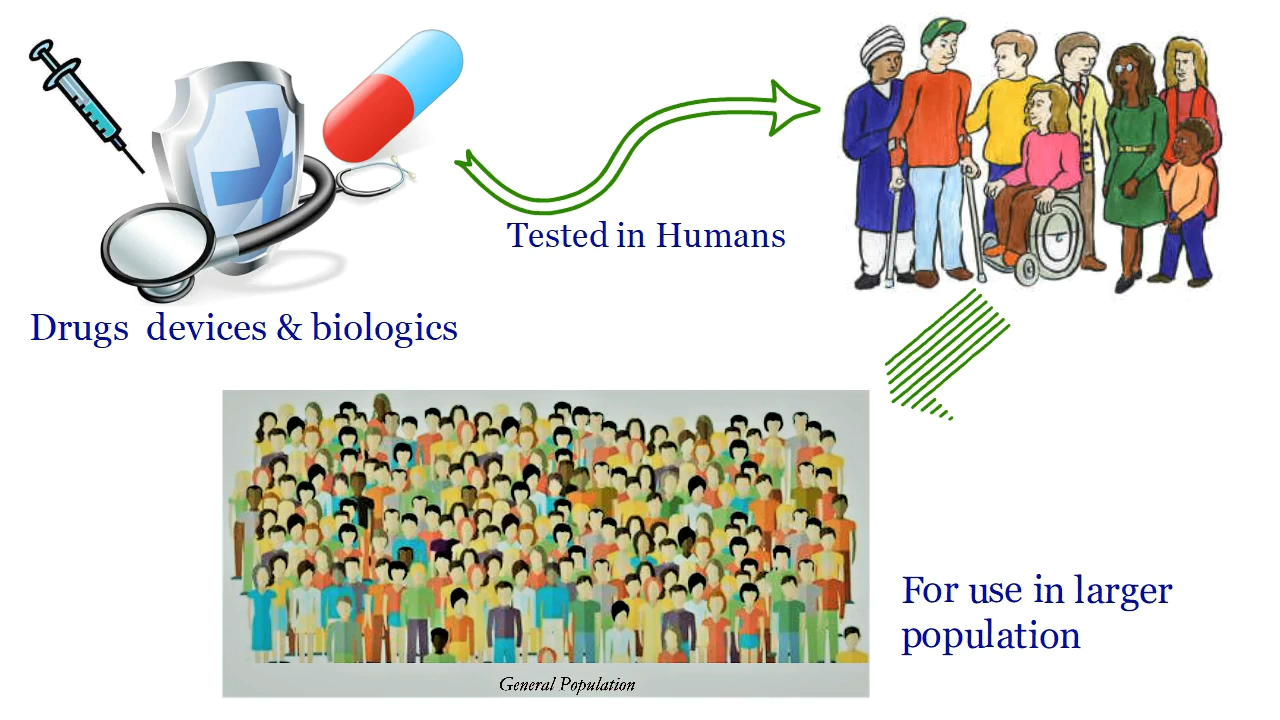 Tested in Humans
Drugs devices & biologics
For use in larger
population
General Population